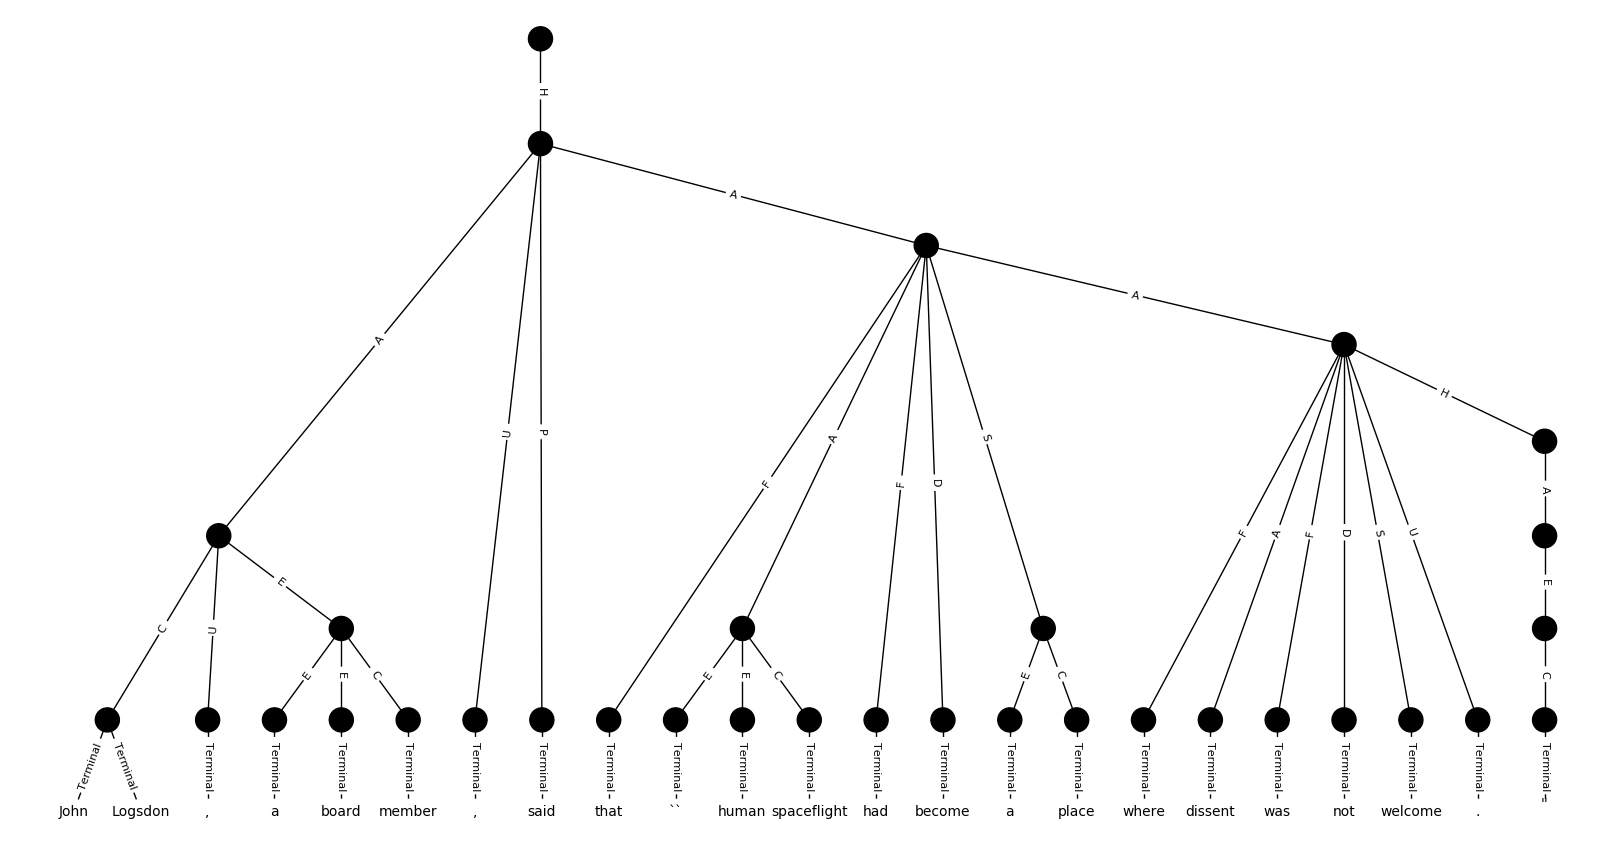 H
A
A
A
H
A U P
F A F D S
F A F D S U
A
C U E
E
E E C
E E C
E C
C
Terminal Terminal Terminal Terminal Terminal Terminal Terminal Terminal Terminal Terminal Terminal Terminal Terminal Terminal Terminal Terminal Terminal Terminal Terminal Terminal Terminal Terminal Terminal
John Logsdon , a board member , said that `` human spaceflight had become a place where dissent was not welcome . "